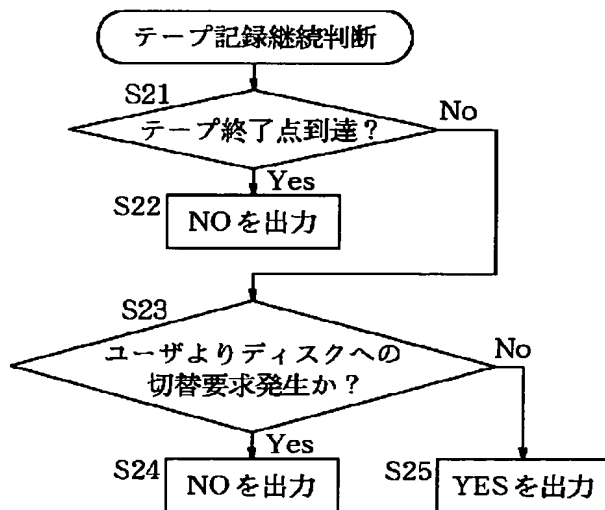 テープ記録継続判断
S21
テープ終了点到達?
No
Yes
S22
NOを出力
S23
ユーザよりディスクへの
切替要求発生か?
No
Yes
S24
NOを出力
S25
YESを出力